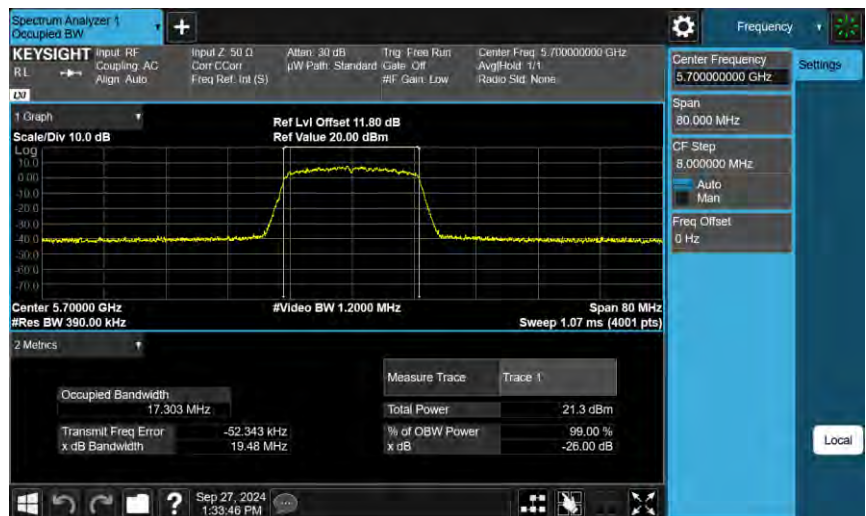 Spectrum Analyzer 1
Occupied BW
+
Frequency
KEYSIGHT
RL
LXI
Input: RF
Coupling: AC
Align: Auto
Input Z: 50 Ω
Corr CCorr
Freq Ref: Int (S)
Atten: 30 dB
µW Path: Standard
Trig: Free Run
Gate: Off
#IF Gain: Low
Center Freq: 5.700000000 GHz
Avg|Hold: 1/1
Radio Std: None
Center Frequency
5.700000000 GHz
Settings
Span
80.000 MHz
CF Step
8.000000 MHz
Auto
Man
Freq Offset
0 Hz
1 Graph
Scale/Div 10.0 dB
Ref Lvl Offset 11.80 dB
Ref Value 20.00 dBm
Log
10.0
0.00
-10.0
-20.0
-30.0
-40.0
-50.0
-60.0
-70.0
Center 5.70000 GHz
#Video BW 1.2000 MHz
Span 80 MHz
#Res BW 390.00 kHz
Sweep 1.07 ms (4001 pts)
2 Metrics
Measure Trace
Trace 1
Occupied Bandwidth
17.303 MHz
Total Power
21.3 dBm
Transmit Freq Error
-52.343 kHz
% of OBW Power
99.00 %
x dB Bandwidth
19.48 MHz
x dB
-26.00 dB
Local
?
Sep 27, 2024
1:33:46 PM